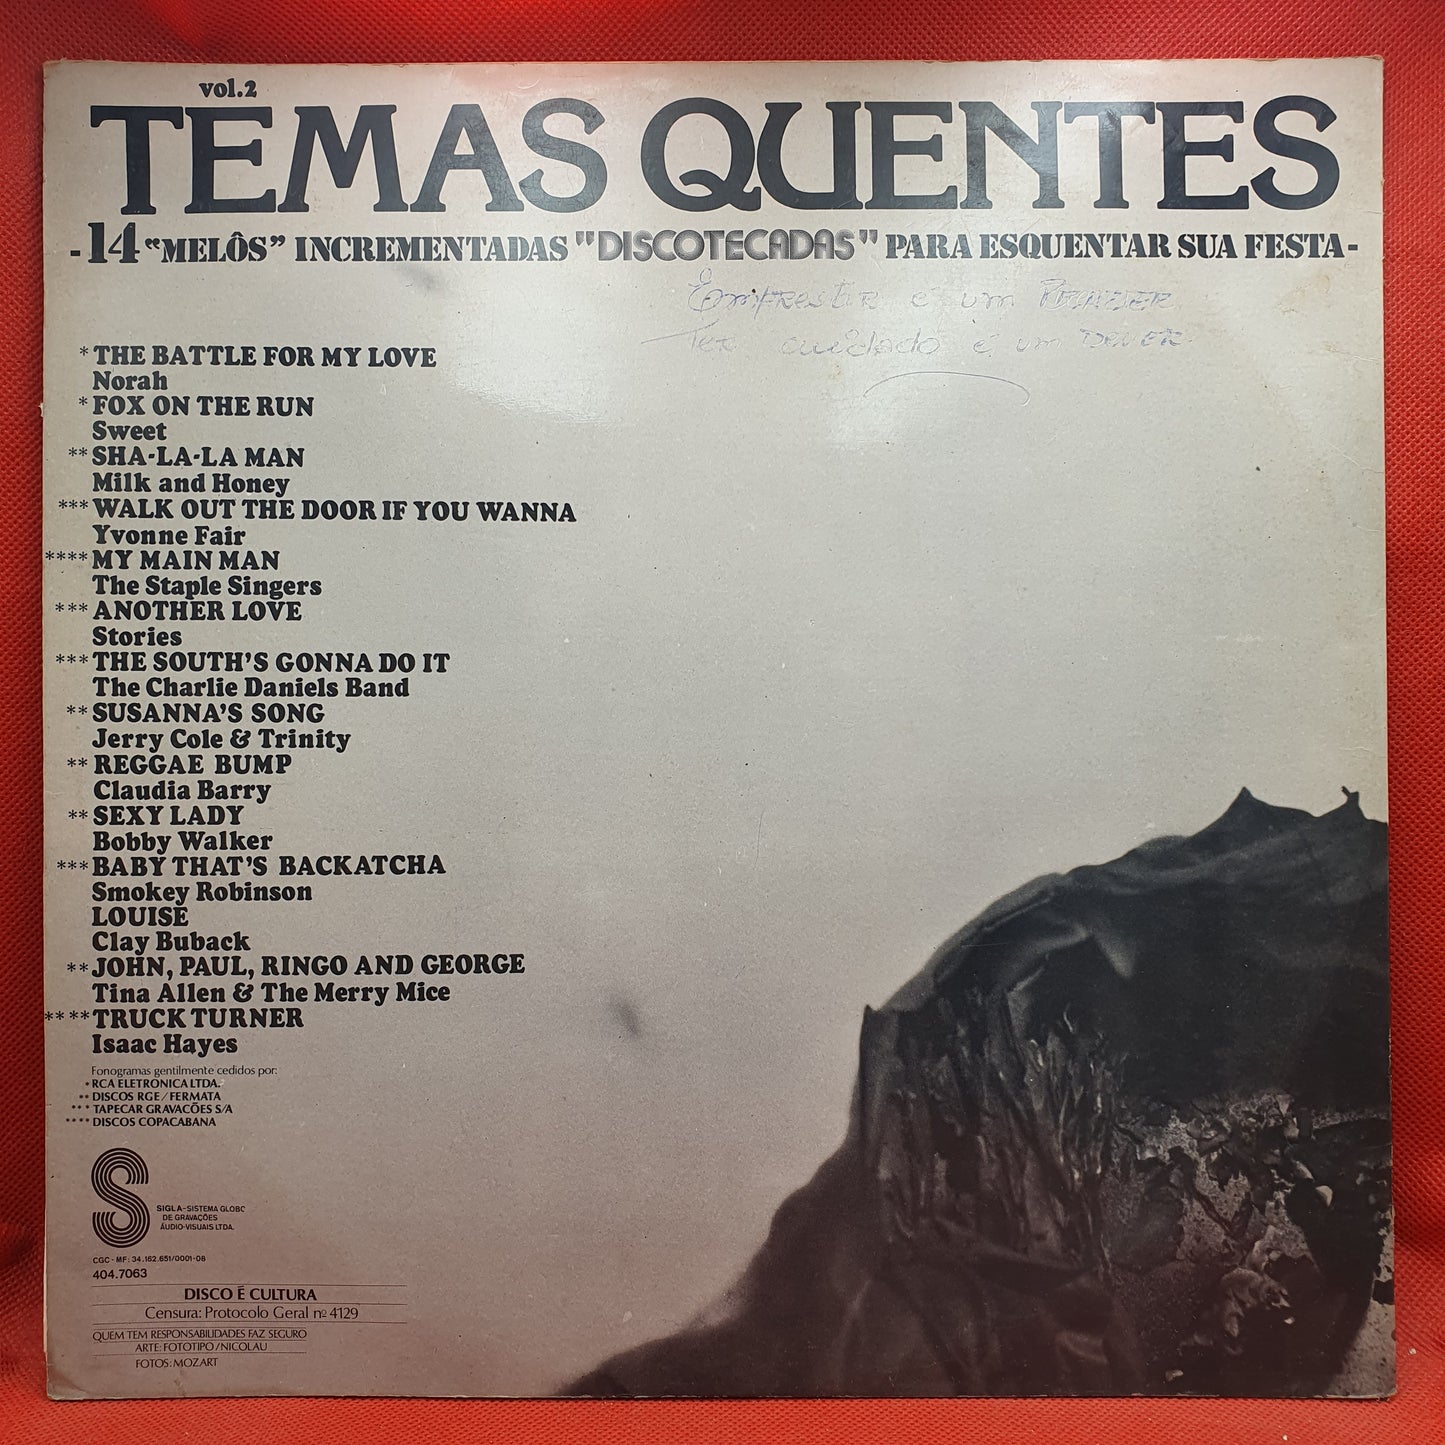 vol.2
TEMAS QUENTES
-14 "MELÔS" INCREMENTADAS "DISCOTECADAS" PARA ESQUENTAR SUA FESTA-
Emprestar é um PRAZER
Ter cuidado é um DEVER
* THE BATTLE FOR MY LOVE
Norah
* FOX ON THE RUN
Sweet
** SHA-LA-LA MAN
Milk and Honey
*** WALK OUT THE DOOR IF YOU WANNA
Yvonne Fair
**** MY MAIN MAN
The Staple Singers
*** ANOTHER LOVE
Stories
*** THE SOUTH'S GONNA DO IT
The Charlie Daniels Band
** SUSANNA'S SONG
Jerry Cole & Trinity
** REGGAE BUMP
Claudia Barry
** SEXY LADY
Bobby Walker
*** BABY THAT'S BACKATCHA
Smokey Robinson
LOUISE
Clay Buback
** JOHN, PAUL, RINGO AND GEORGE
Tina Allen & The Merry Mice
**** TRUCK TURNER
Isaac Hayes
Fonogramas gentilmente cedidos por:
* RCA ELETRÔNICA LTDA.
** DISCOS RGE/FERMATA
*** TAPECAR GRAVAÇÕES S/A
**** DISCOS COPACABANA
S
SIGLA-SISTEMA GLOBO
DE GRAVAÇÕES
ÁUDIO-VISUAIS LTDA.
CGC - MF: 34.162.651/0001-08
404.7063
DISCO É CULTURA
Censura: Protocolo Geral nº 4129
QUEM TEM RESPONSABILIDADES FAZ SEGURO
ARTE: FOTOTIPO/NICOLAU
FOTOS: MOZART